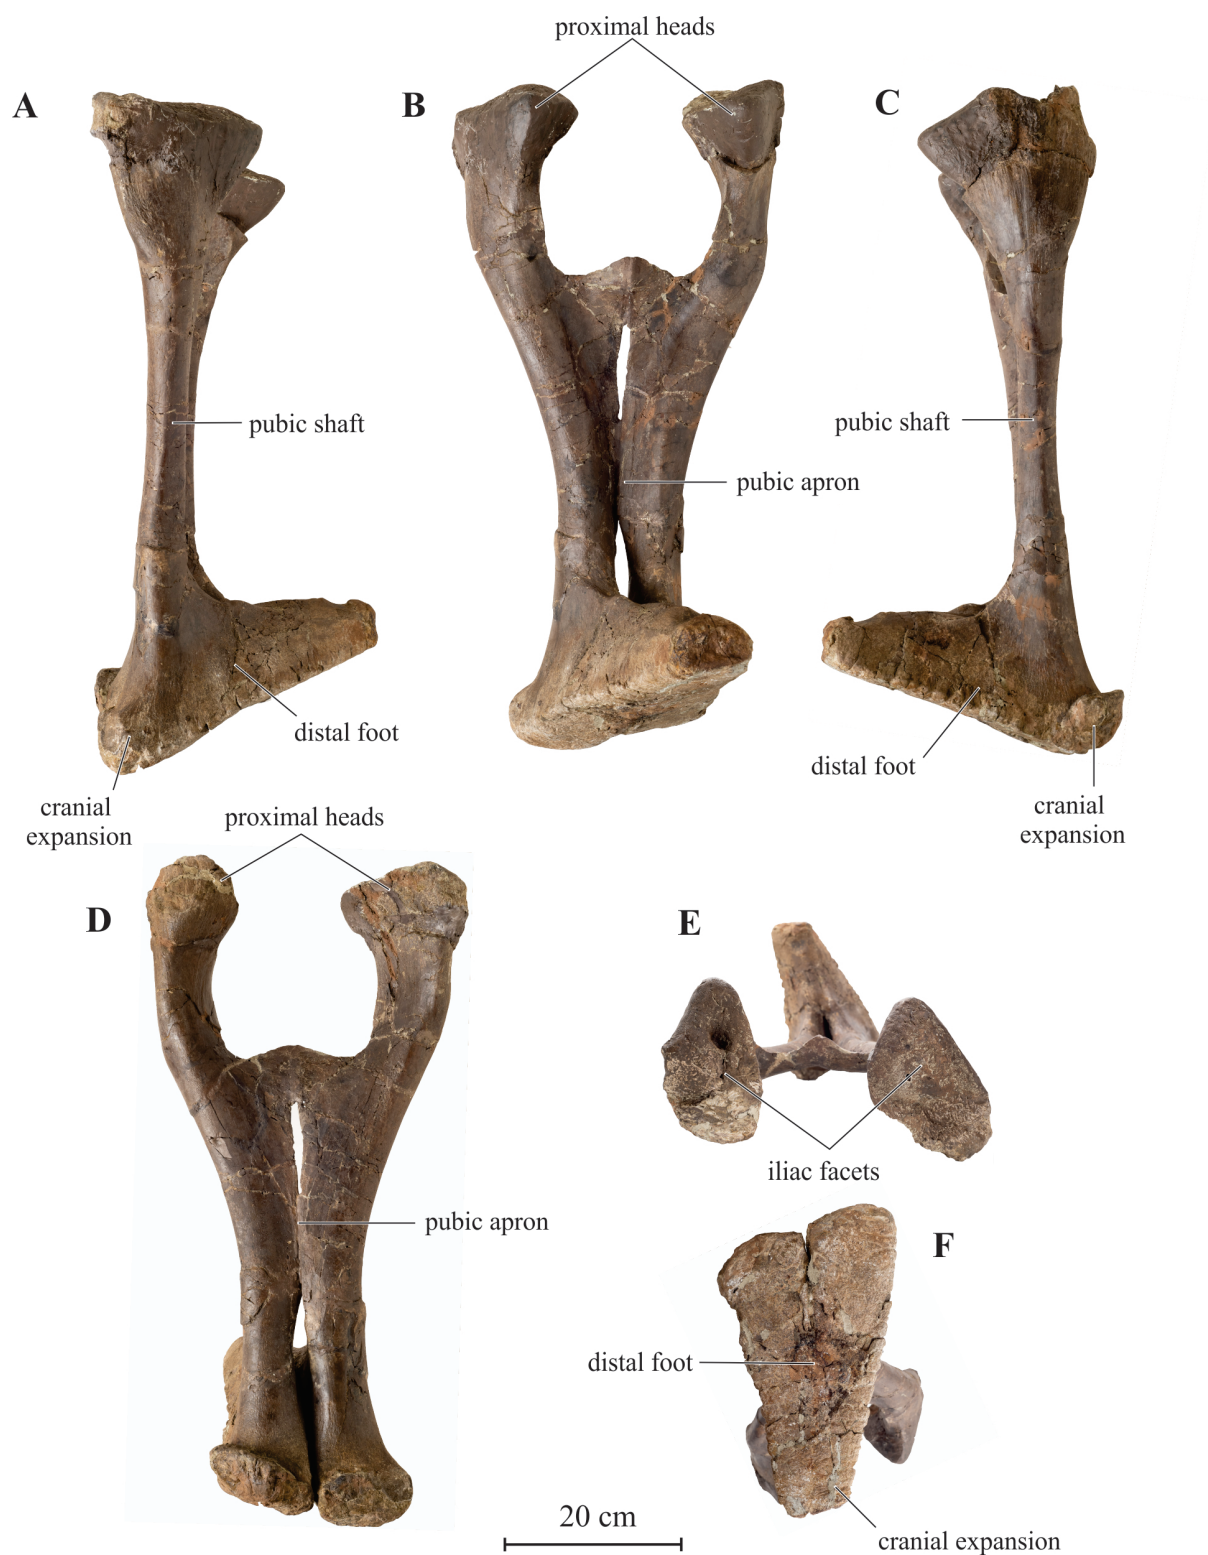 proximal heads
A
B
C
pubic shaft
pubic shaft
pubic apron
distal foot
distal foot
cranial
expansion
cranial
expansion
proximal heads
D
E
iliac facets
pubic apron
F
distal foot
20 cm
cranial expansion